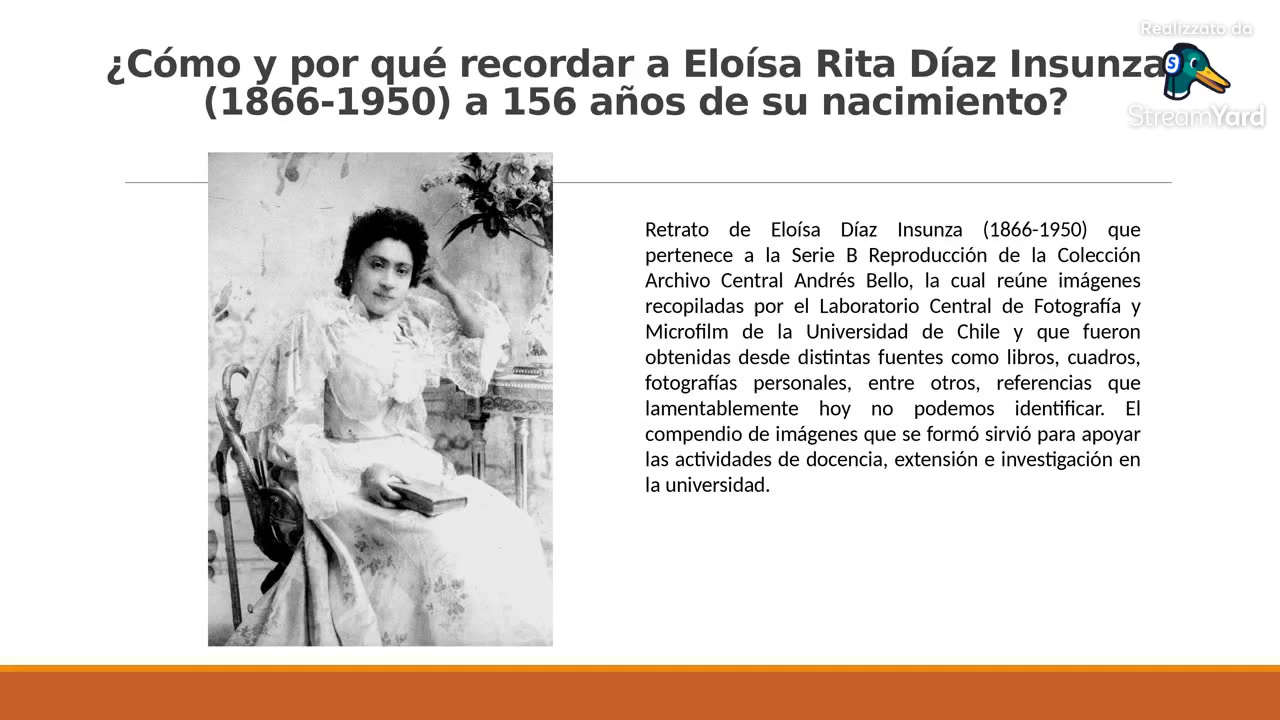 ¿Cómo y por qué recordar a Eloísa Rita Díaz Insunza
(1866-1950) a 156 años de su nacimiento?
Realizzato da
StreamYard
Retrato de Eloísa Díaz Insunza (1866-1950) que
pertenece a la Serie B Reproducción de la Colección
Archivo Central Andrés Bello, la cual reúne imágenes
recopiladas por el Laboratorio Central de Fotografía y
Microfilm de la Universidad de Chile y que fueron
obtenidas desde distintas fuentes como libros, cuadros,
fotografías personales, entre otros, referencias que
lamentablemente hoy no podemos identificar. El
compendio de imágenes que se formó sirvió para apoyar
las actividades de docencia, extensión e investigación en
la universidad.